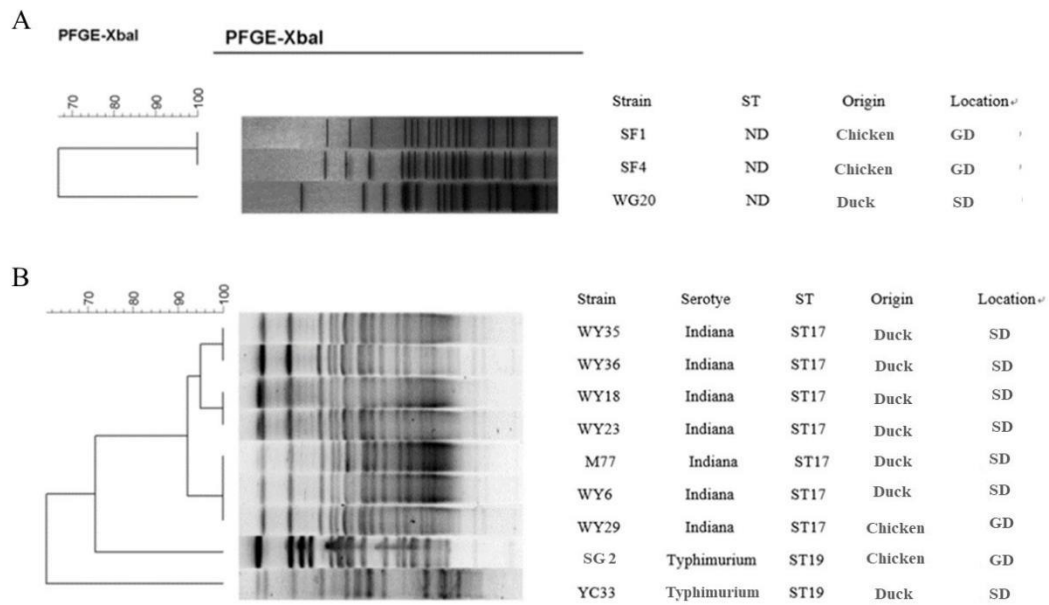 A
PFGE-XbaI PFGE-XbaI
70 80 90 100
Strain ST Origin Location
SF1 ND Chicken GD
SF4 ND Chicken GD
WG20 ND Duck SD
B
70 80 90 100
Strain Serotye ST Origin Location
WY35 Indiana ST17 Duck SD
WY36 Indiana ST17 Duck SD
WY18 Indiana ST17 Duck SD
WY23 Indiana ST17 Duck SD
M77 Indiana ST17 Duck SD
WY6 Indiana ST17 Duck SD
WY29 Indiana ST17 Chicken GD
SG2 Typhimurium ST19 Chicken GD
YC33 Typhimurium ST19 Duck SD